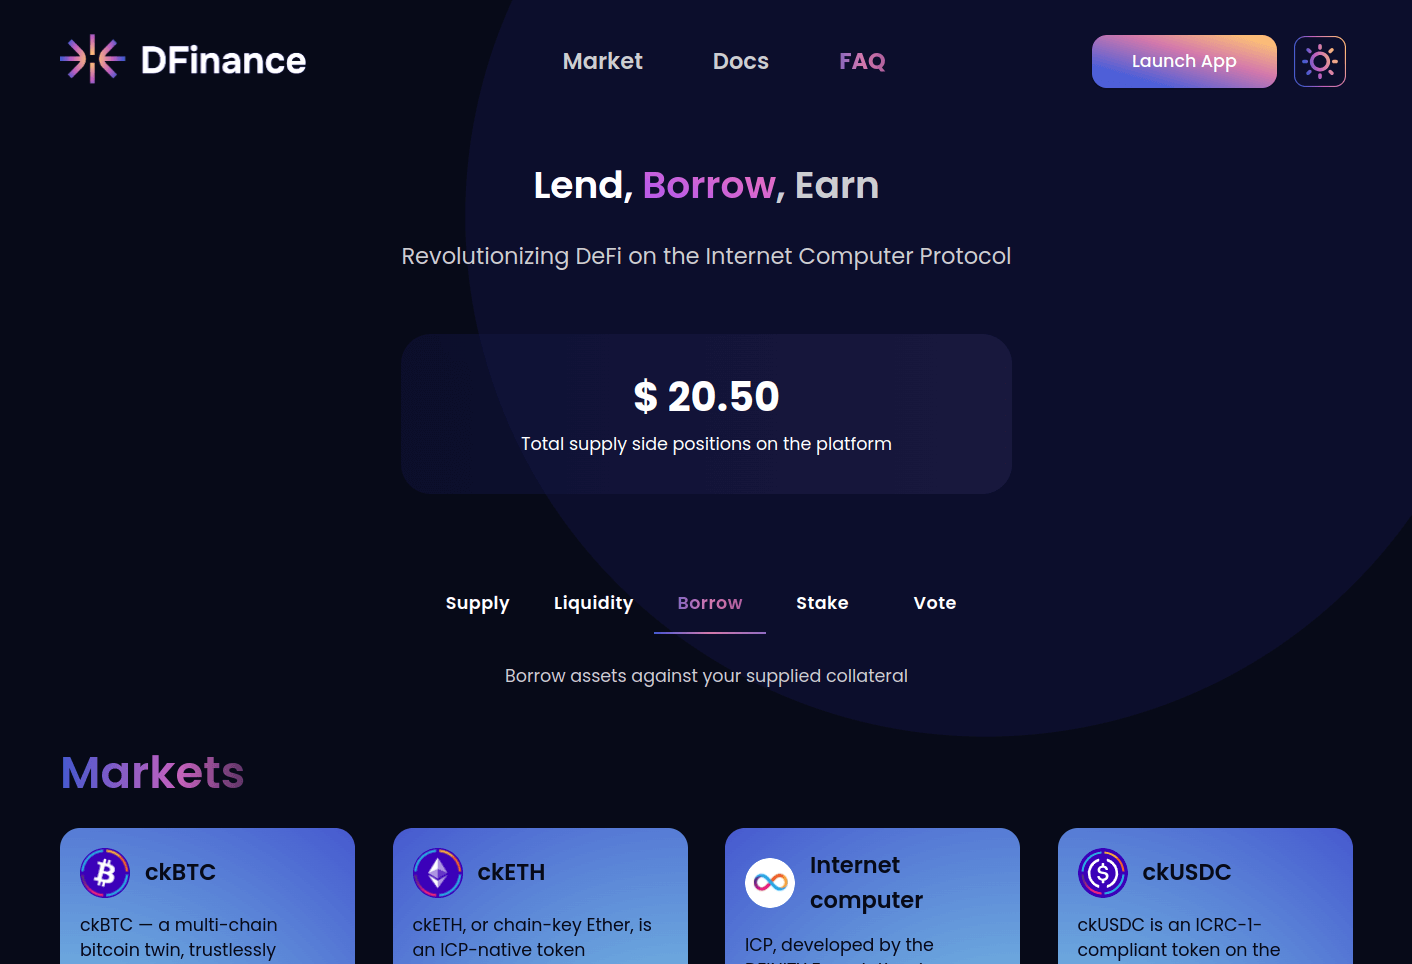 DFinance
Market
Docs
FAQ
Launch App
Lend, Borrow, Earn
Revolutionizing DeFi on the Internet Computer Protocol
$ 20.50
Total supply side positions on the platform
Supply
Liquidity
Borrow
Stake
Vote
Borrow assets against your supplied collateral
Markets
ckBTC
ckBTC — a multi-chain
bitcoin twin, trustlessly
ckETH
ckETH, or chain-key Ether, is
an ICP-native token
Internet
computer
ICP, developed by the
ckUSDC
ckUSDC is an ICRC-1-
compliant token on the